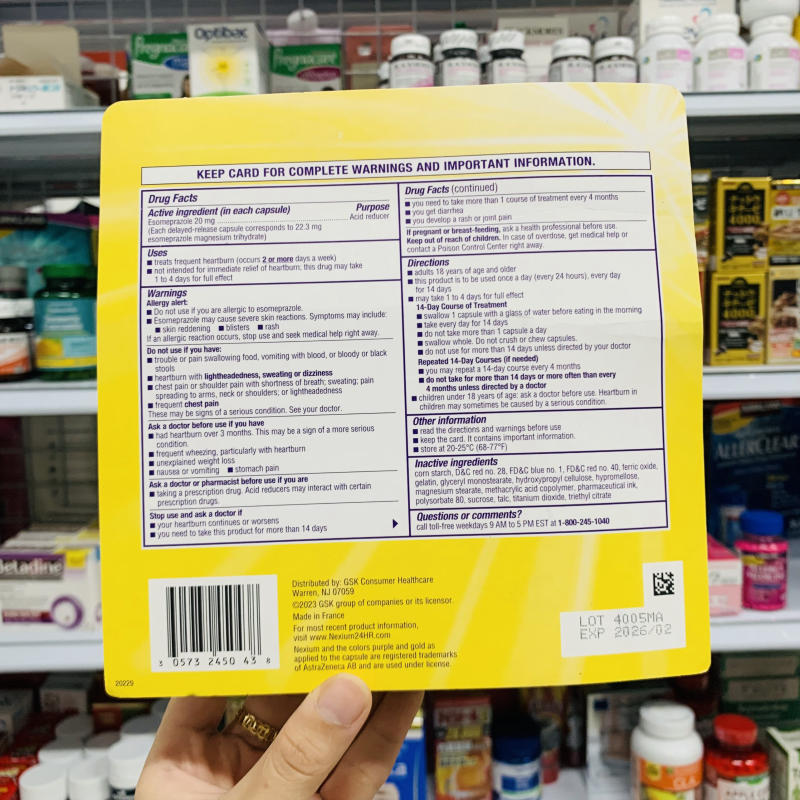 Pregnacare
Optibac
Pregnacare
KEEP CARD FOR COMPLETE WARNINGS AND IMPORTANT INFORMATION.
Drug Facts
Active ingredient (in each capsule) Purpose
Esomeprazole 20 mg ........ Acid reducer
(Each delayed-release capsule corresponds to 22.3 mg
esomeprazole magnesium trihydrate)
Uses
■ treats frequent heartburn (occurs 2 or more days a week)
■ not intended for immediate relief of heartburn; this drug may take
1 to 4 days for full effect
Warnings
Allergy alert:
■ Do not use if you are allergic to esomeprazole.
■ Esomeprazole may cause severe skin reactions. Symptoms may include:
■ skin reddening ■ blisters ■ rash
If an allergic reaction occurs, stop use and seek medical help right away.
Do not use if you have:
■ trouble or pain swallowing food, vomiting with blood, or bloody or black
stools
■ heartburn with lightheadedness, sweating or dizziness
■ chest pain or shoulder pain with shortness of breath; sweating; pain
spreading to arms, neck or shoulders; or lightheadedness
■ frequent chest pain
These may be signs of a serious condition. See your doctor.
Ask a doctor before use if you have
■ had heartburn over 3 months. This may be a sign of a more serious
condition.
■ frequent wheezing, particularly with heartburn
■ unexplained weight loss
■ nausea or vomiting ■ stomach pain
Ask a doctor or pharmacist before use if you are
■ taking a prescription drug. Acid reducers may interact with certain
prescription drugs.
Stop use and ask a doctor if
■ your heartburn continues or worsens
■ you need to take this product for more than 14 days
Drug Facts (continued)
■ you need to take more than 1 course of treatment every 4 months
■ you get diarrhea
■ you develop a rash or joint pain
If pregnant or breast-feeding, ask a health professional before use.
Keep out of reach of children. In case of overdose, get medical help or
contact a Poison Control Center right away.
Directions
■ adults 18 years of age and older
■ this product is to be used once a day (every 24 hours), every day
for 14 days
■ may take 1 to 4 days for full effect
14-Day Course of Treatment
■ swallow 1 capsule with a glass of water before eating in the morning
■ take every day for 14 days
■ do not take more than 1 capsule a day
■ swallow whole. Do not crush or chew capsules.
■ do not use for more than 14 days unless directed by your doctor
Repeated 14-Day Courses (if needed)
■ you may repeat a 14-day course every 4 months
■ do not take for more than 14 days or more often than every
4 months unless directed by a doctor
■ children under 18 years of age: ask a doctor before use. Heartburn in
children may sometimes be caused by a serious condition.
Other information
■ read the directions and warnings before use
■ keep the card. It contains important information.
■ store at 20-25°C (68-77°F)
Inactive ingredients
corn starch, D&C red no. 28, FD&C blue no. 1, FD&C red no. 40, ferric oxide,
gelatin, glyceryl monostearate, hydroxypropyl cellulose, hypromellose,
magnesium stearate, methacrylic acid copolymer, pharmaceutical ink,
polysorbate 80, sucrose, talc, titanium dioxide, triethyl citrate
Questions or comments?
call toll-free weekdays 9 AM to 5 PM EST at 1-800-245-1040
Distributed by: GSK Consumer Healthcare
Warren, NJ 07059
©2023 GSK group of companies or its licensor.
Made in France
For most recent product information,
visit www.Nexium24HR.com
Nexium and the colors purple and gold as
applied to the capsule are registered trademarks
of AstraZeneca AB and are used under license.
3 0573 2450 43 8
20229
LOT 4005MA
EXP 2026/02
Betadine
ALLERCLEAR
4000
4000
CLA